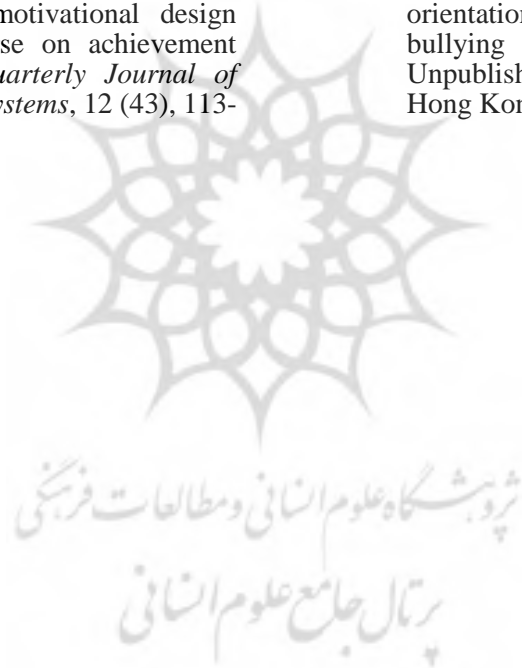 motivational design
se on achievement
uarterly Journal of
ystems, 12 (43), 113-
orientation
bullying
Unpublish
Hong Kon
پژوهشگاه علوم انسانی و مطالعات فرهنگی
پرتال جامع علوم انسانی